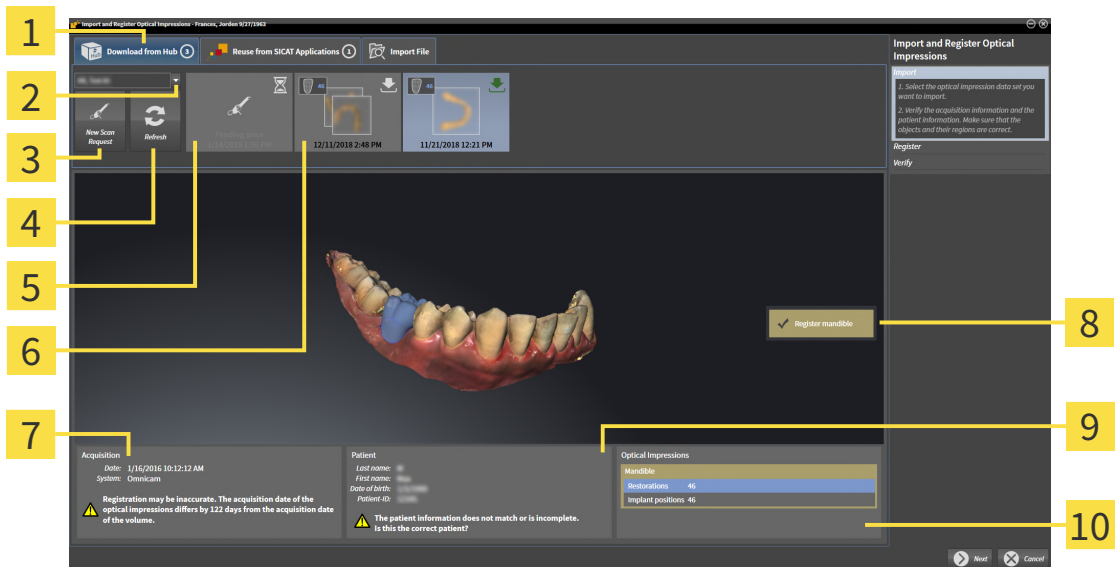 1
2
3
4
5
6
7
8
9
10
Import and Register Optical Impressions - Frances, Jorden 9/27/1963
Download from Hub 3
Reuse from SICAT Applications 1
Import File
New Scan
Request
Refresh
Pending since
46
12/11/2018 2:48 PM
46
11/21/2018 12:21 PM
Register mandible
Acquisition
Date: 1/16/2016 10:12:12 AM
System: Omnicam
Registration may be inaccurate. The acquisition date of the
optical impressions differs by 122 days from the acquisition date
of the volume.
Patient
Last name:
First name:
Date of birth:
Patient-ID:
The patient information does not match or is incomplete.
Is this the correct patient?
Optical Impressions
Mandible
Restorations 46
Implant positions 46
Import and Register Optical
Impressions
Import
1. Select the optical impression data set you
want to import.
2. Verify the acquisition information and the
patient information. Make sure that the
objects and their regions are correct.
Register
Verify
Next
Cancel